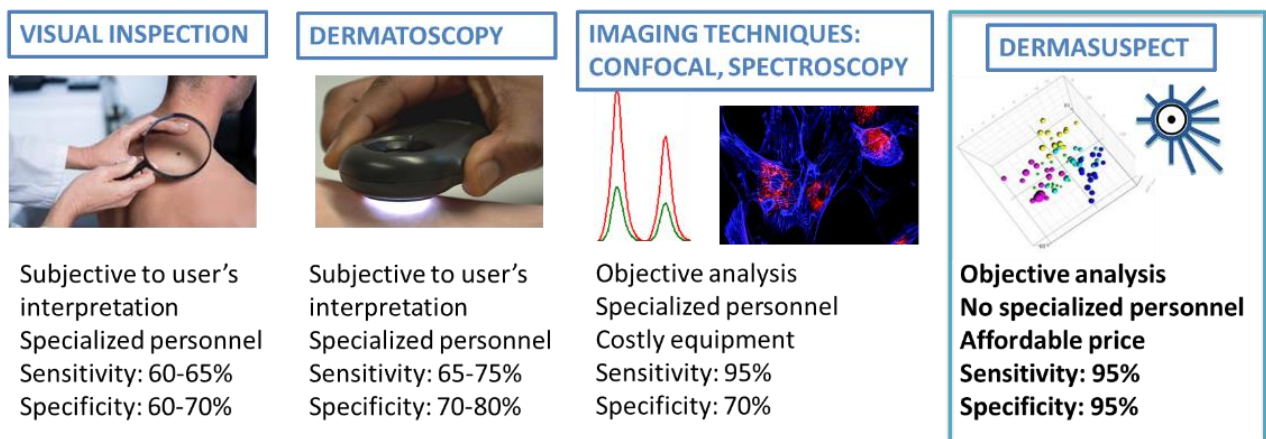 VISUAL INSPECTION
Subjective to user's
interpretation
Specialized personnel
Sensitivity: 60-65%
Specificity: 60-70%
DERMATOSCOPY
Subjective to user's
interpretation
Specialized personnel
Sensitivity: 65-75%
Specificity: 70-80%
IMAGING TECHNIQUES:
CONFOCAL, SPECTROSCOPY
Objective analysis
Specialized personnel
Costly equipment
Sensitivity: 95%
Specificity: 70%
DERMASUSPECT
Objective analysis
No specialized personnel
Affordable price
Sensitivity: 95%
Specificity: 95%